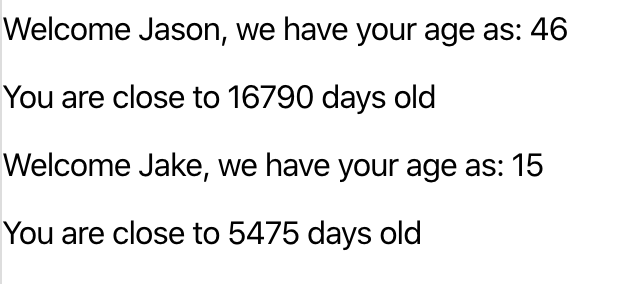 Welcome Jason, we have your age as: 46
You are close to 16790 days old
Welcome Jake, we have your age as: 15
You are close to 5475 days old